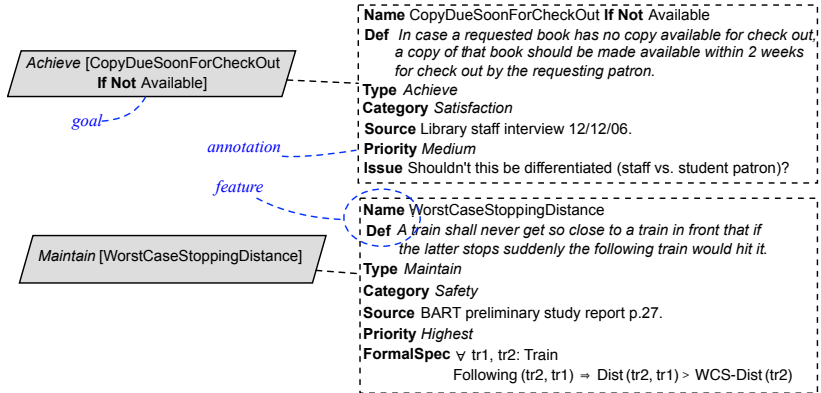 Achieve [CopyDueSoonForCheckOut
If Not Available]
goal
annotation
feature
Name CopyDueSoonForCheckOut If Not Available
Def In case a requested book has no copy available for check out,
a copy of that book should be made available within 2 weeks
for check out by the requesting patron.
Type Achieve
Category Satisfaction
Source Library staff interview 12/12/06.
Priority Medium
Issue Shouldn't this be differentiated (staff vs. student patron)?
Maintain [WorstCaseStoppingDistance]
Name WorstCaseStoppingDistance
Def A train shall never get so close to a train in front that if
the latter stops suddenly the following train would hit it.
Type Maintain
Category Safety
Source BART preliminary study report p.27.
Priority Highest
FormalSpec ∀ tr1, tr2: Train
Following (tr2, tr1) ⇒ Dist (tr2, tr1) > WCS-Dist (tr2)